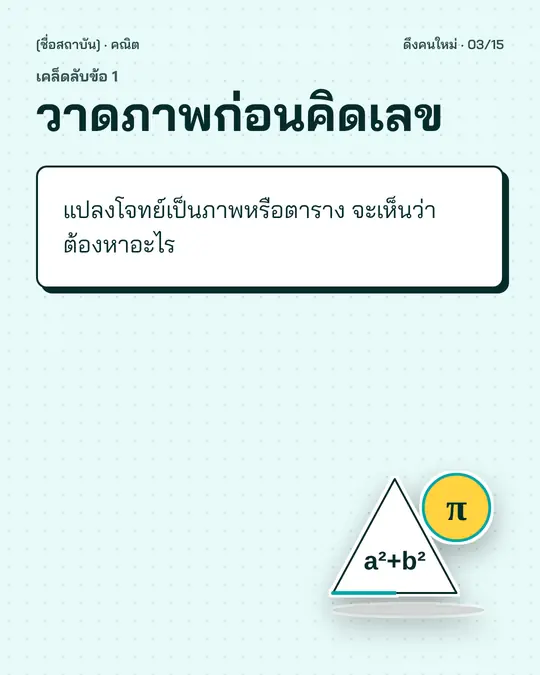 (ชื่อสถาบัน) · คณิต
ดึงคนใหม่ · 03/15
เคล็ดลับข้อ 1
วาดภาพก่อนคิดเลข
แปลงโจทย์เป็นภาพหรือตาราง จะเห็นว่า
ต้องหาอะไร
π
a²+b²